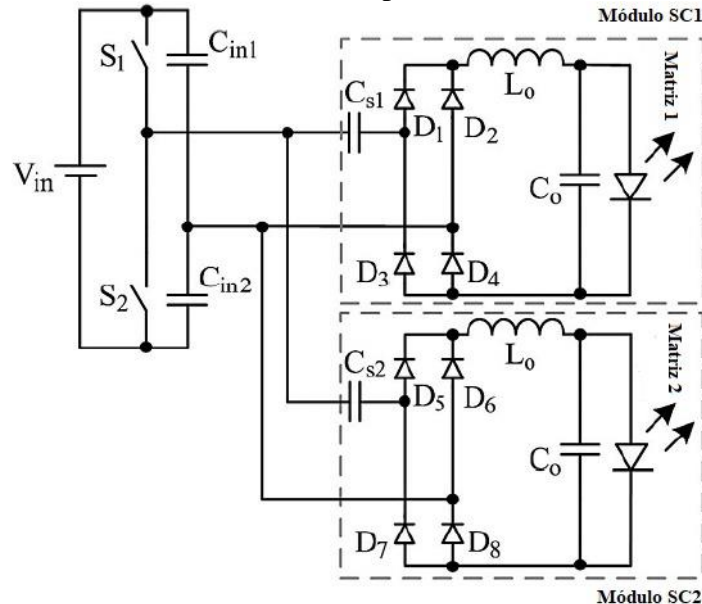 Módulo SC1
S1
Cin1
Cs1
D1
D2
Lo
Matriz 1
Vin
Co
S2
Cin2
D3
D4
Cs2
D5
D6
Lo
Matriz 2
Co
D7
D8
Módulo SC2